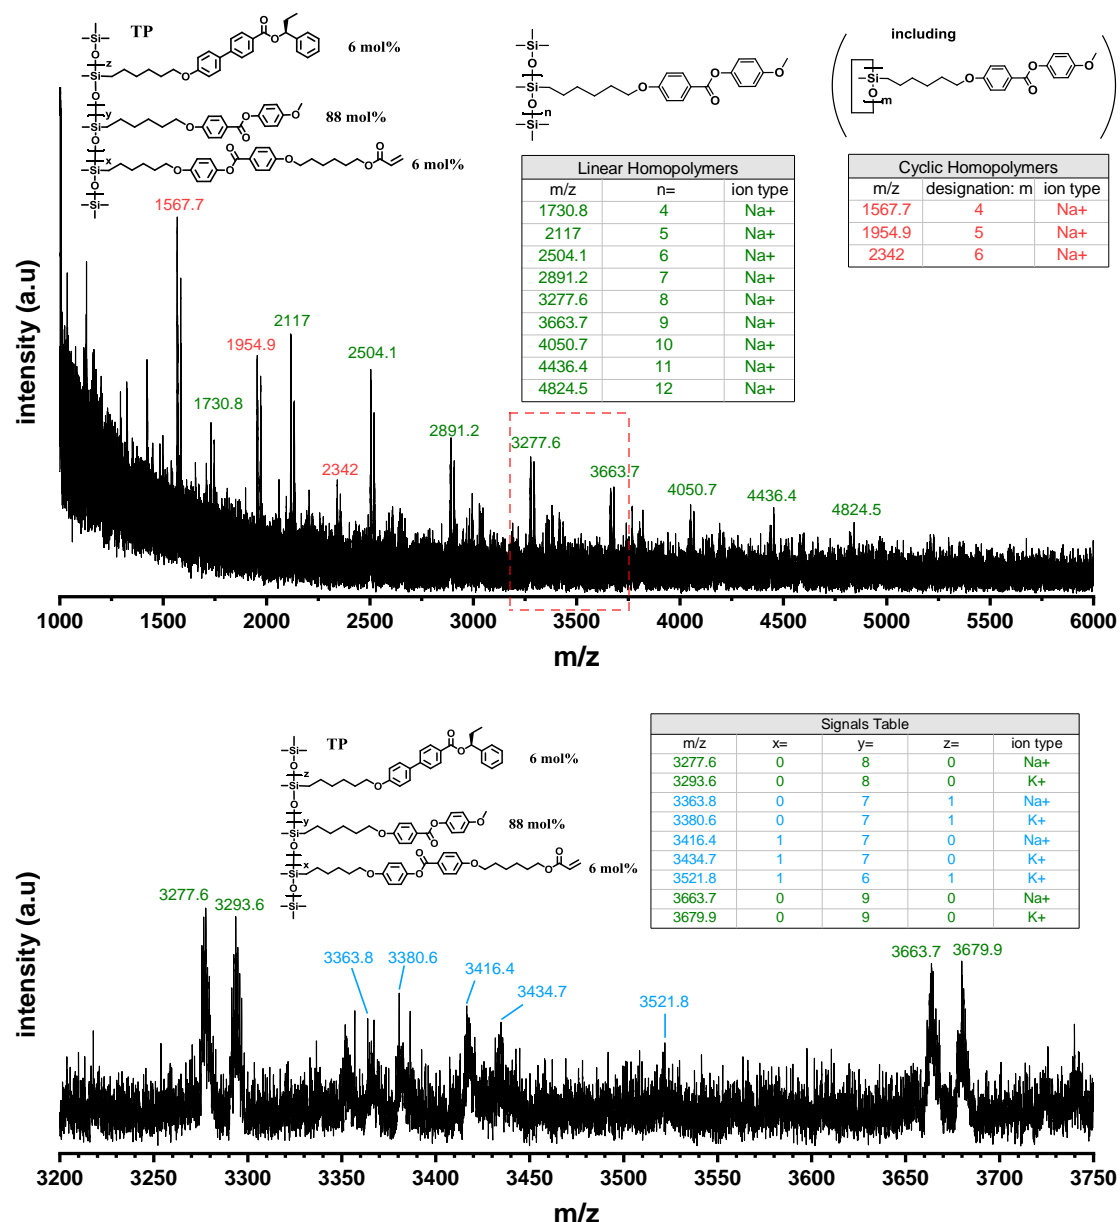 TP
6 mol%
88 mol%
6 mol%
including
Linear Homopolymers
m/z n= ion type
1730.8 4 Na+
2117 5 Na+
2504.1 6 Na+
2891.2 7 Na+
3277.6 8 Na+
3663.7 9 Na+
4050.7 10 Na+
4436.4 11 Na+
4824.5 12 Na+
Cyclic Homopolymers
m/z designation: m ion type
1567.7 4 Na+
1954.9 5 Na+
2342 6 Na+
intensity (a.u)
1567.7
1730.8
1954.9
2117
2342
2504.1
2891.2
3277.6
3663.7
4050.7
4436.4
4824.5
1000 1500 2000 2500 3000 3500 4000 4500 5000 5500 6000
m/z
TP
6 mol%
88 mol%
6 mol%
Signals Table
m/z x= y= z= ion type
3277.6 0 8 0 Na+
3293.6 0 8 0 K+
3363.8 0 7 1 Na+
3380.6 0 7 1 K+
3416.4 1 7 0 Na+
3434.7 1 7 0 K+
3521.8 1 6 1 K+
3663.7 0 9 0 Na+
3679.9 0 9 0 K+
intensity (a.u)
3277.6
3293.6
3363.8
3380.6
3416.4
3434.7
3521.8
3663.7
3679.9
3200 3250 3300 3350 3400 3450 3500 3550 3600 3650 3700 3750
m/z